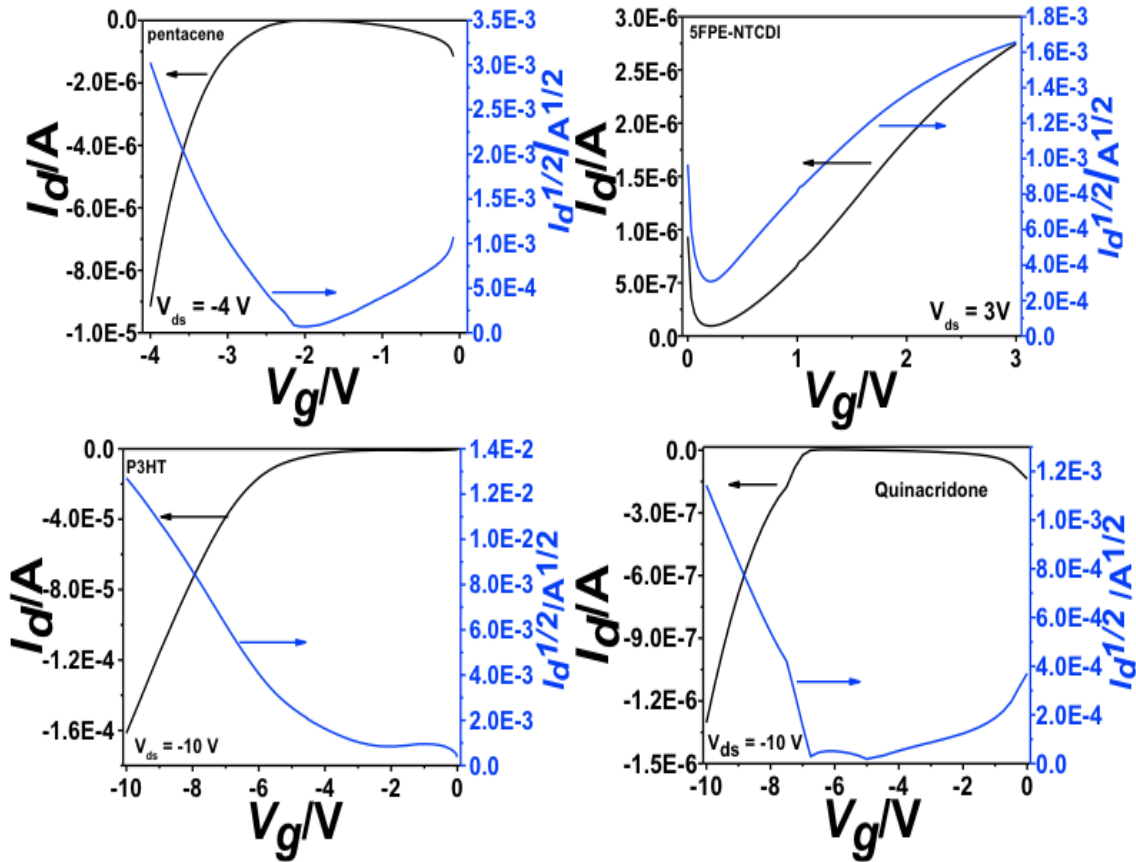 pentacene
0.0
-2.0E-6
-4.0E-6
-6.0E-6
-8.0E-6
-1.0E-5
Id/A
Vds = -4 V
3.5E-3
3.0E-3
2.5E-3
2.0E-3
1.5E-3
1.0E-3
5.0E-4
0.0
Id1/2/A1/2
-4 -3 -2 -1 0
Vg/V
5FPE-NTCDI
3.0E-6
2.5E-6
2.0E-6
1.5E-6
1.0E-6
5.0E-7
0.0
Id/A
Vds = 3V
1.8E-3
1.6E-3
1.4E-3
1.2E-3
1.0E-3
8.0E-4
6.0E-4
4.0E-4
2.0E-4
0.0
Id1/2/A1/2
0 1 2 3
Vg/V
P3HT
0.0
-4.0E-5
-8.0E-5
-1.2E-4
-1.6E-4
Id/A
Vds = -10 V
1.4E-2
1.2E-2
1.0E-2
8.0E-3
6.0E-3
4.0E-3
2.0E-3
0.0
Id1/2/A1/2
-10 -8 -6 -4 -2 0
Vg/V
Quinacridone
0.0
-3.0E-7
-6.0E-7
-9.0E-7
-1.2E-6
-1.5E-6
Id/A
Vds = -10 V
1.2E-3
1.0E-3
8.0E-4
6.0E-4
4.0E-4
2.0E-4
0.0
Id1/2 /A1/2
-10 -8 -6 -4 -2 0
Vg/V